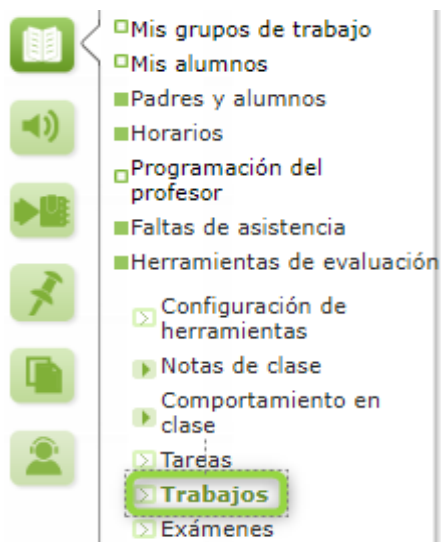 Mis grupos de trabajo
Mis alumnos
Padres y alumnos
Horarios
Programación del
profesor
Faltas de asistencia
Herramientas de evaluación
Configuración de
herramientas
Notas de clase
Comportamiento en
clase
Tareas
Trabajos
Exámenes